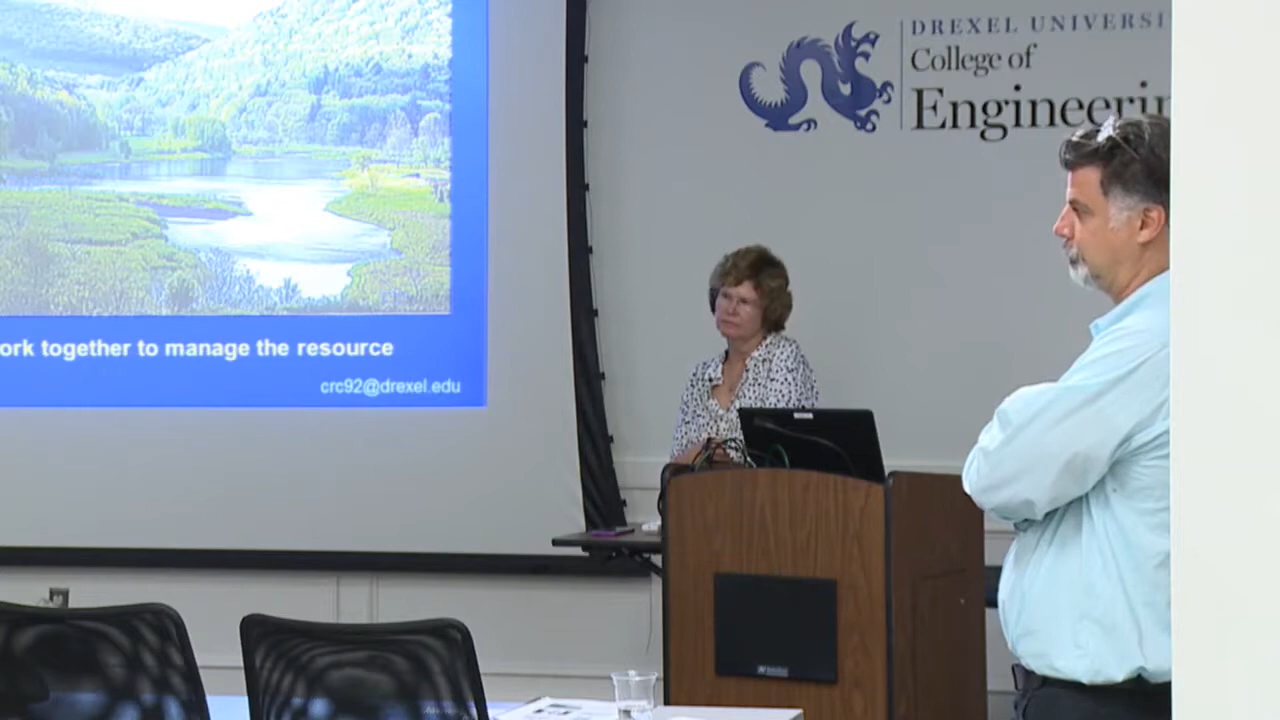 DREXEL UNIVERSI
College of
Engineerin
ork together to manage the resource
crc92@drexel.edu